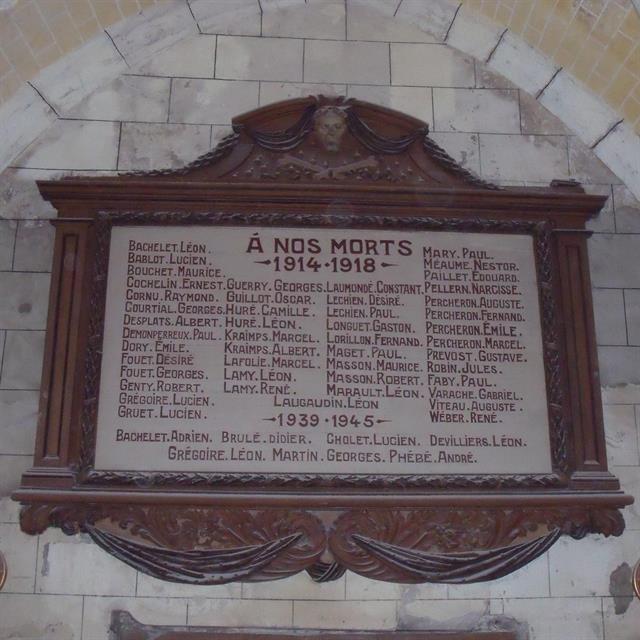 Á NOS MORTS
1914-1918
BACHELET.LÉON.
BABLOT.LUCIEN.
BOUCHET.MAURICE.
COCHELIN.ERNEST.
CORNU.RAYMOND.
COURTIAL.GEORGES.
DESPLATS.ALBERT.
DEMONPERREUX.PAUL.
DORY.ÉMILE.
FOUET.DÉSIRÉ
FOUET.GEORGES.
GENTY.ROBERT.
GRÉGOIRE.LUCIEN.
GRUET.LUCIEN.
GUERRY.GEORGES.
GUILLOT.OSCAR.
HURÉ.CAMILLE.
HURÉ.LÉON.
KRAIMPS.MARCEL.
KRAIMPS.ALBERT.
LAFOLIE.MARCEL.
LAMY.LÉON.
LAMY.RENÉ.
LAUGAUDIN.LÉON
LAUMONDÉ.CONSTANT.
LECHIEN.DÉSIRÉ.
LECHIEN.PAUL.
LONGUET.GASTON.
LORILLON.FERNAND.
MAGET.PAUL.
MASSON.MAURICE.
MASSON.ROBERT.
MARAULT.LÉON.
MARY.PAUL.
MÉAUME.NESTOR.
PAILLET.ÉDOUARD.
PELLERN.NARCISSE.
PERCHERON.AUGUSTE.
PERCHERON.FERNAND.
PERCHERON.ÉMILE.
PERCHERON.MARCEL.
PRÉVOST.GUSTAVE.
ROBIN.JULES.
FABY.PAUL.
VARACHE.GABRIEL.
VITEAU.AUGUSTE.
WÉBER.RENÉ.
1939-1945
BACHELET.ADRIEN. BRULÉ.DIDIER. CHOLET.LUCIEN. DEVILLIERS.LÉON.
GRÉGOIRE.LÉON. MARTIN.GEORGES. PHÉBÉ.ANDRÉ.